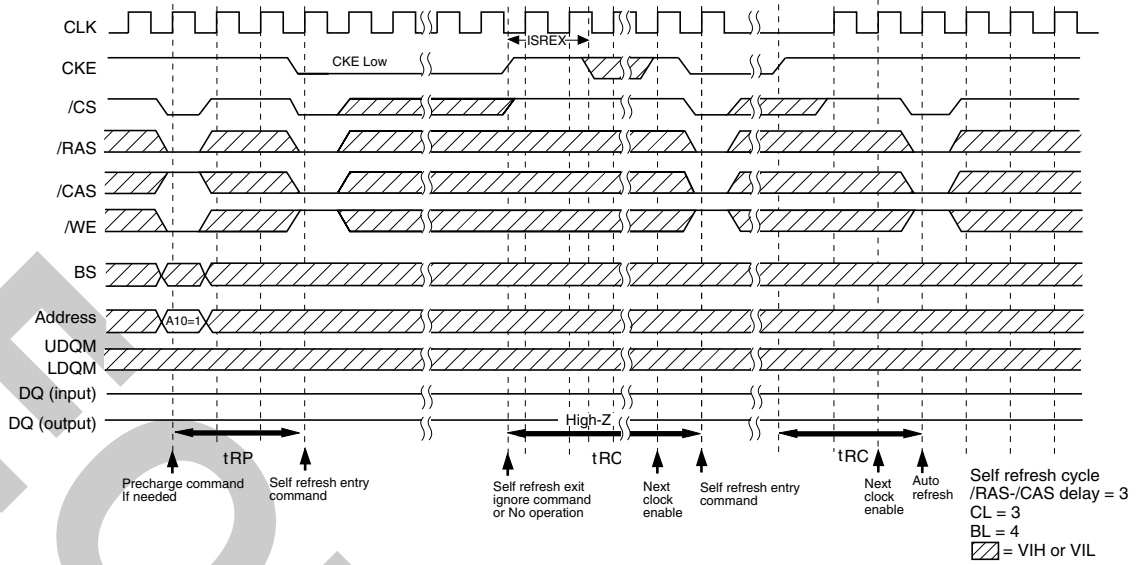 CLK
lSREX
CKE
CKE Low
/CS
/RAS
/CAS
/WE
BS
Address
A10=1
UDQM
LDQM
DQ (input)
DQ (output)
High-Z
tRP
tRC
tRC
Precharge command
If needed
Self refresh entry
command
Self refresh exit
ignore command
or No operation
Next
clock
enable
Self refresh entry
command
Next
clock
enable
Auto
refresh
Self refresh cycle
/RAS-/CAS delay = 3
CL = 3
BL = 4
= VIH or VIL